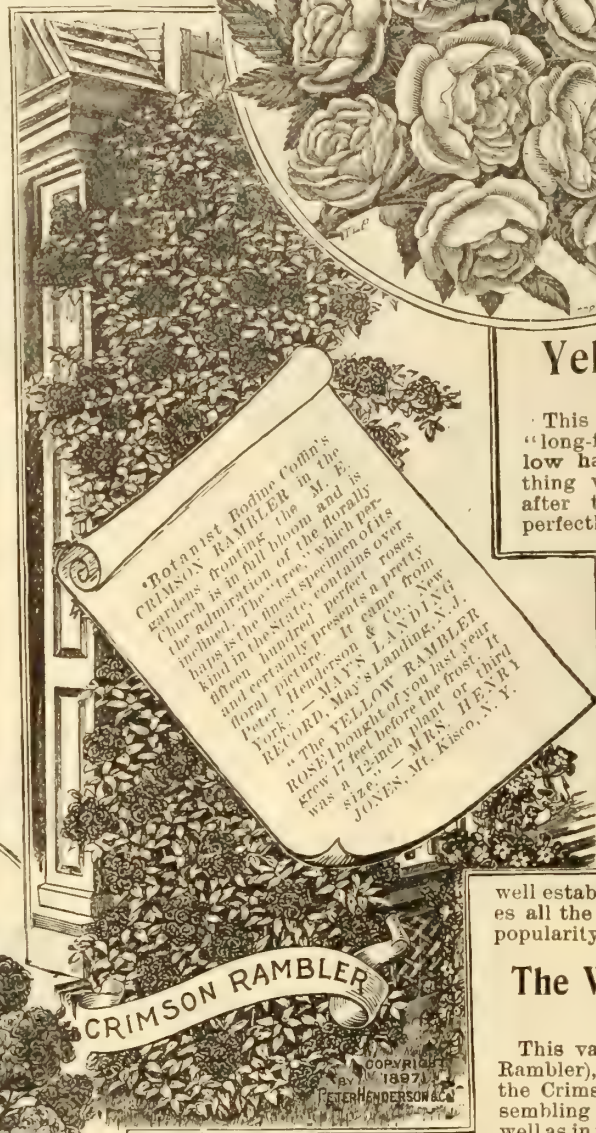 Yel
This
“long-f
low ha
thing v
after t
perfectl
"Botanist Bodine Coffin's
CRIMSON RAMBLER in the
gardens fronting the M. E.
Church is in full bloom and is
the admiration of the florally
inclined. The 'tree,' which per-
haps is the finest specimen of its
kind in the State, contains over
fifteen hundred perfect roses
and certainly presents a pretty
floral picture. It came from
Peter Henderson & Co., New
York."—MAY'S LANDING
RECORD, May's Landing, N. J.
"The YELLOW RAMBLER
ROSE I bought of you last year
grew 17 feet before the frost. It
was a 12-inch plant or third
size."—MRS. HENRY
JONES, Mt. Kisco, N. Y.
CRIMSON RAMBLER
COPYRIGHT
BY 1897
PETER HENDERSON & CO
well estab
es all the
popularity
The V
This va
Rambler),
the Crims
sembling
well as in